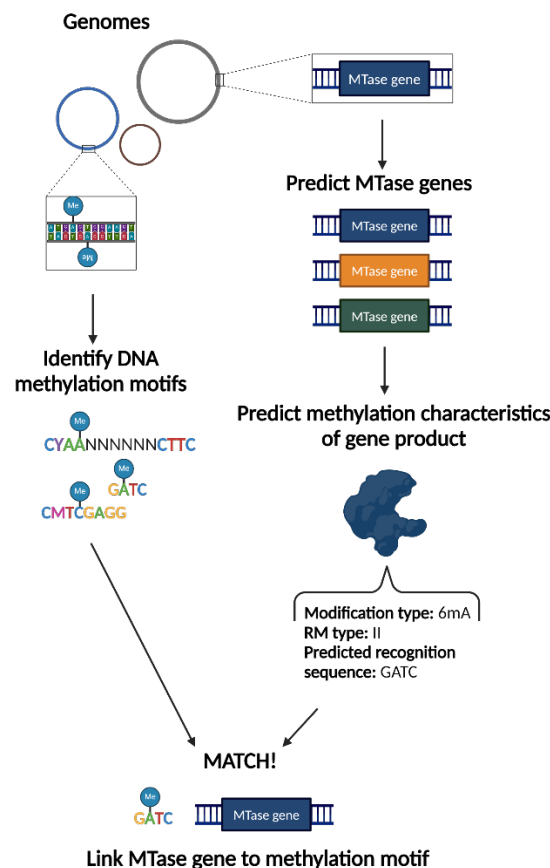 Genomes
MTase gene
Predict MTase genes
Me
Me
MTase gene
MTase gene
MTase gene
Identify DNA
methylation motifs
Predict methylation characteristics
of gene product
Me
CYAANNNNNNCTTC
Me
GATC
Me
CMTCGAGG
Modification type: 6mA
RM type: II
Predicted recognition
sequence: GATC
MATCH!
Me
GATC
MTase gene
Link MTase gene to methylation motif